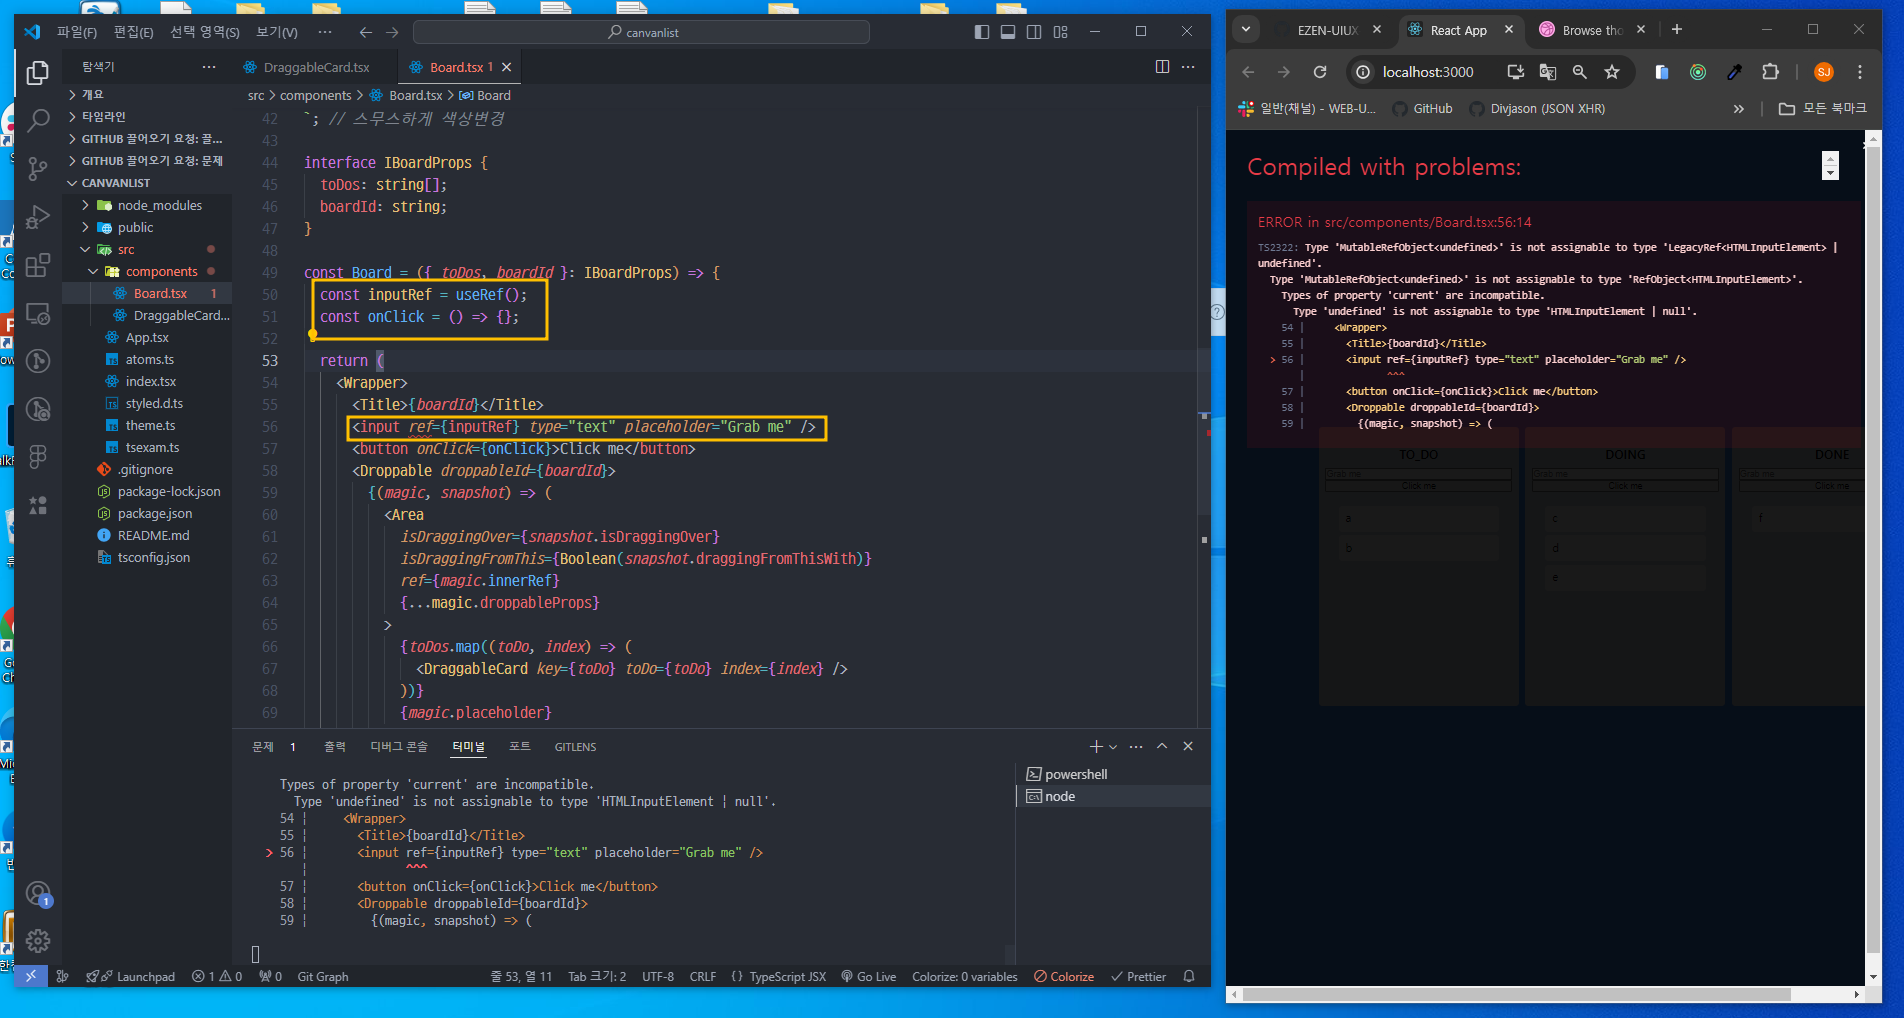 파일(F) 편집(E) 선택 영역(S) 보기(V) ··· canvanlist
탐색기 ···
개요
타임라인
GITHUB 끌어오기 요청: 끌...
GITHUB 끌어오기 요청: 문제
CANVANLIST
node_modules
public
src
components
Board.tsx 1
DraggableCard...
App.tsx
atoms.ts
index.tsx
styled.d.ts
theme.ts
tsexam.ts
.gitignore
package-lock.json
package.json
README.md
tsconfig.json
DraggableCard.tsx Board.tsx 1
src > components > Board.tsx > Board
42 `; // 스무스하게 색상변경
43
44 interface IBoardProps {
45 toDos: string[];
46 boardId: string;
47 }
48
49 const Board = ({ toDos, boardId }: IBoardProps) => {
50 const inputRef = useRef();
51 const onClick = () => {};
52
53 return (
54 <Wrapper>
55 <Title>{boardId}</Title>
56 <input ref={inputRef} type="text" placeholder="Grab me" />
57 <button onClick={onClick}>Click me</button>
58 <Droppable droppableId={boardId}>
59 {(magic, snapshot) => (
60 <Area
61 isDraggingOver={snapshot.isDraggingOver}
62 isDraggingFromThis={Boolean(snapshot.draggingFromThisWith)}
63 ref={magic.innerRef}
64 {...magic.droppableProps}
65 >
66 {toDos.map((toDo, index) => (
67 <DraggableCard key={toDo} toDo={toDo} index={index} />
68 ))}
69 {magic.placeholder}
문제 1 출력 디버그 콘솔 터미널 포트 GITLENS
powershell
node
Types of property 'current' are incompatible.
Type 'undefined' is not assignable to type 'HTMLInputElement | null'.
54 | <Wrapper>
55 | <Title>{boardId}</Title>
> 56 | <input ref={inputRef} type="text" placeholder="Grab me" />
| ^^^
57 | <button onClick={onClick}>Click me</button>
58 | <Droppable droppableId={boardId}>
59 | {(magic, snapshot) => (
1
Launchpad 1 0 0 Git Graph 줄 53, 열 11 Tab 크기: 2 UTF-8 CRLF {} TypeScript JSX Go Live Colorize: 0 variables Colorize Prettier
EZEN-UIUX React App Browse tho
localhost:3000 SJ
일반(채널) - WEB-U... GitHub Divjason (JSON XHR) » 모든 북마크
Compiled with problems:
ERROR in src/components/Board.tsx:56:14
TS2322: Type 'MutableRefObject<undefined>' is not assignable to type 'LegacyRef<HTMLInputElement> |
undefined'.
Type 'MutableRefObject<undefined>' is not assignable to type 'RefObject<HTMLInputElement>'.
Types of property 'current' are incompatible.
Type 'undefined' is not assignable to type 'HTMLInputElement | null'.
54 | <Wrapper>
55 | <Title>{boardId}</Title>
> 56 | <input ref={inputRef} type="text" placeholder="Grab me" />
| ^^^
57 | <button onClick={onClick}>Click me</button>
58 | <Droppable droppableId={boardId}>
59 | {(magic, snapshot) => (
TO_DO DOING DONE
Grab me Grab me Grab me
Click me Click me Click me
a c f
b d
e